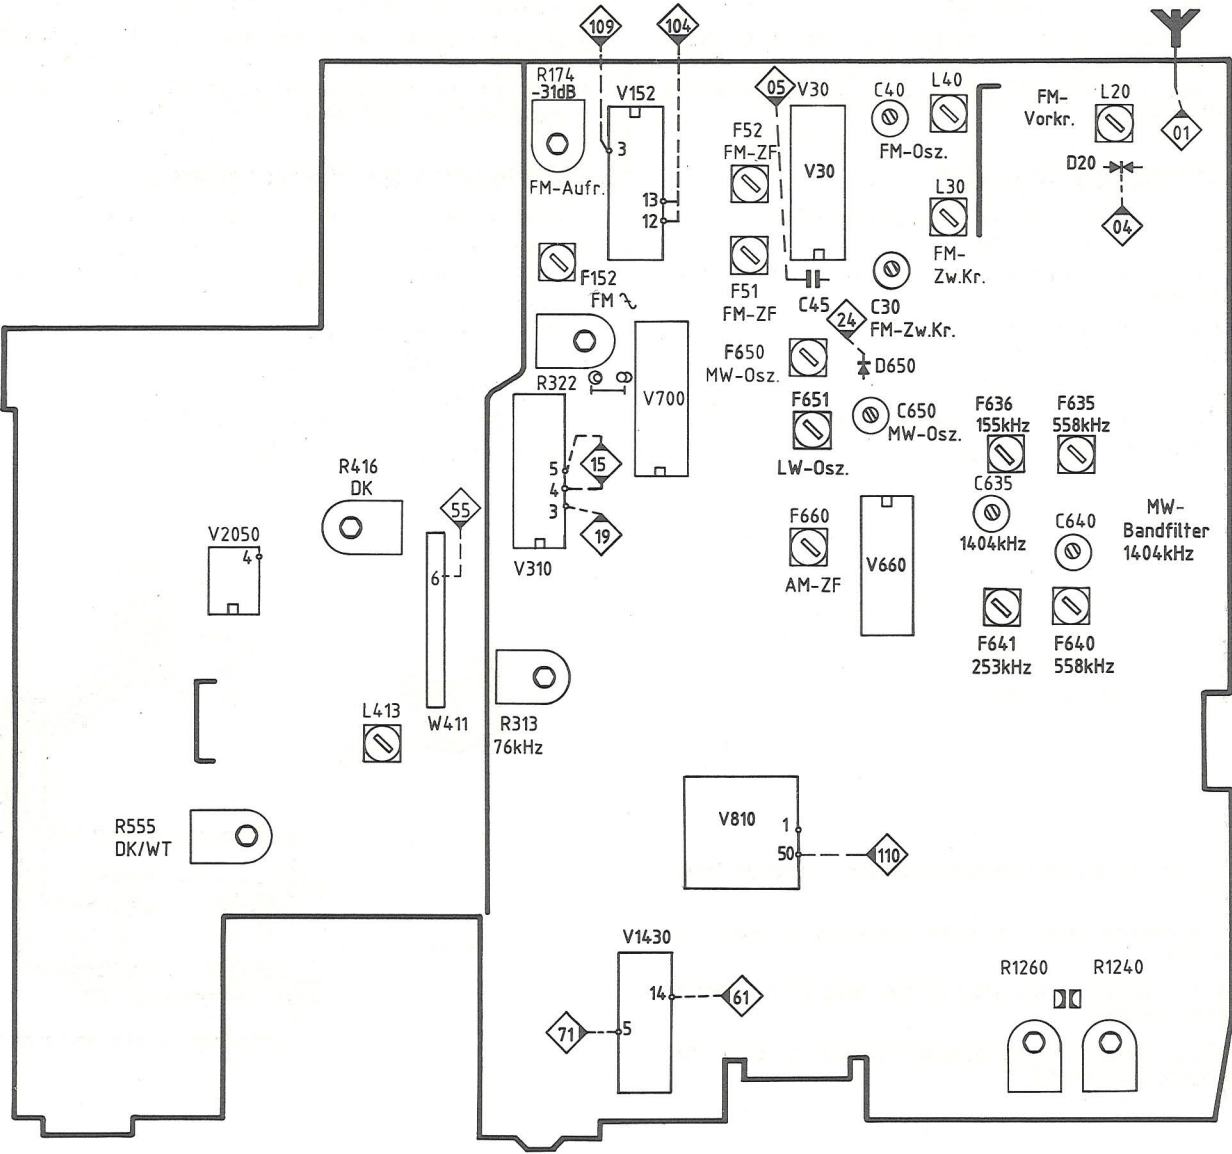 109
104
R174
-31dB
V152
05
V30
C40
L40
FM-
Vorkr.
L20
01
F52
FM-ZF
3
FM-Osz.
V30
D20
FM-Aufr.
13
12
L30
04
F152
FM
F51
FM-ZF
C45
24
C30
FM-Zw.Kr.
FM-
Zw.Kr.
F650
MW-Osz.
D650
R322
V700
F651
C650
MW-Osz.
LW-Osz.
F636
155kHz
F635
558kHz
R416
DK
5
4
3
15
19
C635
1404kHz
C640
MW-
Bandfilter
1404kHz
55
V2050
4
6
V310
F660
AM-ZF
V660
F641
253kHz
F640
558kHz
L413
W411
R313
76kHz
R555
DK/WT
V810
1
50
110
V1430
14
61
71
5
R1260
R1240